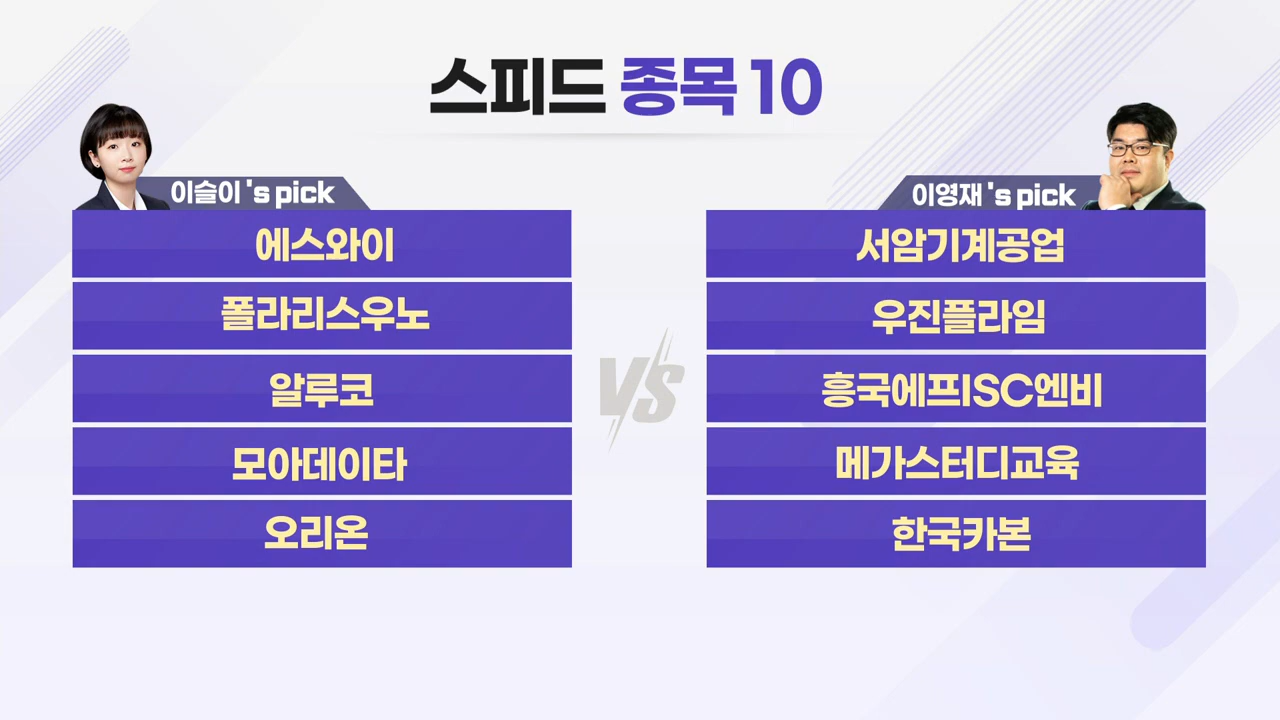 스피드 종목 10
이슬이 's pick
에스와이
폴라리스우노
알루코
모아데이타
오리온
VS
이영재 's pick
서암기계공업
우진플라임
흥국에프ISC엔비
메가스터디교육
한국카본